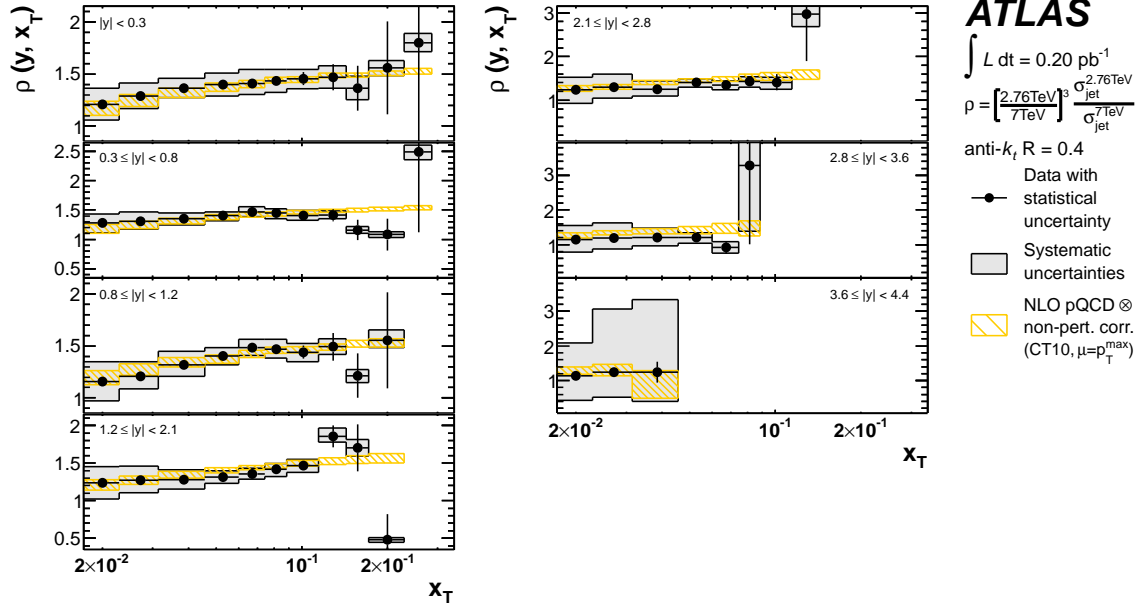 ρ (y, x_T)
|y| < 0.3
2
1.5
1
0.3 ≤ |y| < 0.8
2.5
2
1.5
1
0.5
0.8 ≤ |y| < 1.2
2
1.5
1
1.2 ≤ |y| < 2.1
2
1.5
1
0.5
2×10⁻² 10⁻¹ 2×10⁻¹
x_T
ρ (y, x_T)
2.1 ≤ |y| < 2.8
3
2
1
2.8 ≤ |y| < 3.6
3
2
1
3.6 ≤ |y| < 4.4
3
2
1
2×10⁻² 10⁻¹ 2×10⁻¹
x_T
ATLAS
∫ L dt = 0.20 pb⁻¹
ρ = [2.76TeV / 7TeV]³ σ_jet^2.76TeV / σ_jet^7TeV
anti-k_t R = 0.4
Data with
statistical
uncertainty
Systematic
uncertainties
NLO pQCD ⊗
non-pert. corr.
(CT10, μ=p_T^max)